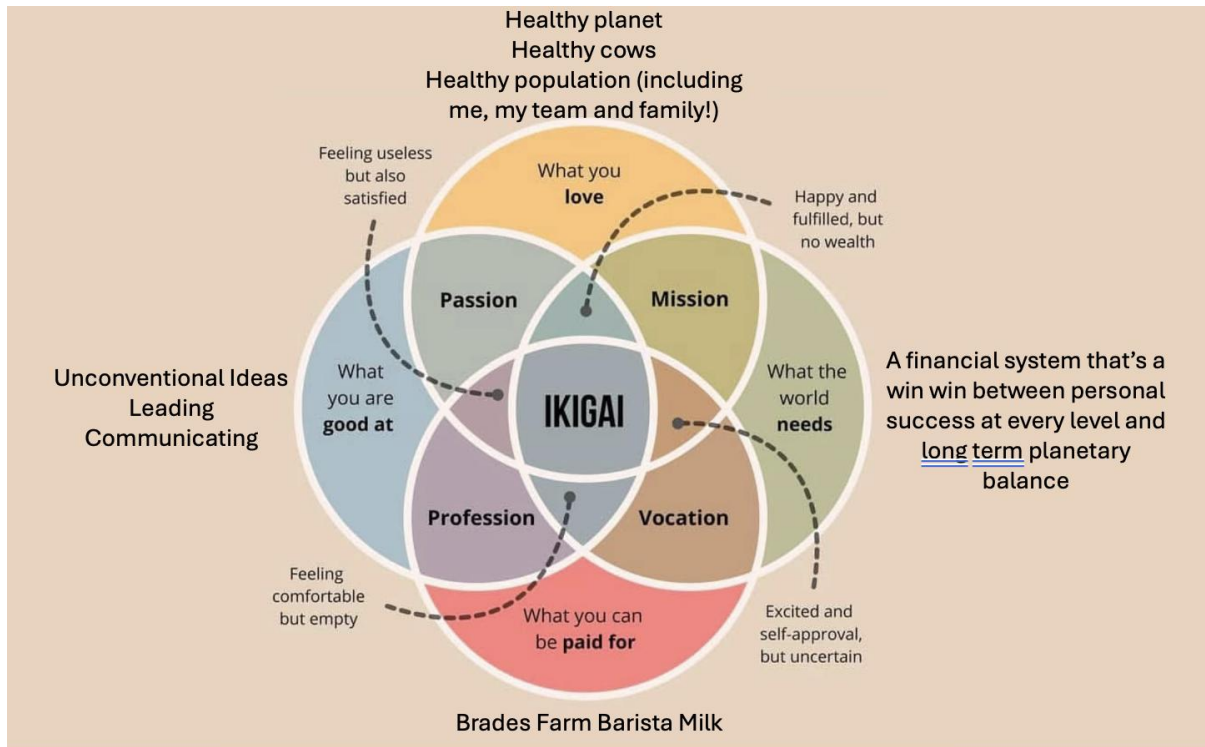 Healthy planet
Healthy cows
Healthy population (including
me, my team and family!)
Feeling useless
but also
satisfied
What you
love
Happy and
fulfilled, but
no wealth
Passion
Mission
Unconventional Ideas
Leading
Communicating
What
you are
good at
IKIGAI
What the
world
needs
A financial system that's a
win win between personal
success at every level and
long term planetary
balance
Profession
Vocation
Feeling
comfortable
but empty
What you can
be paid for
Excited and
self-approval,
but uncertain
Brades Farm Barista Milk